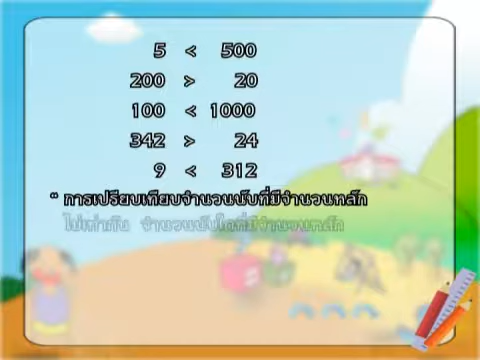 5 < 500
200 > 20
100 < 1000
342 > 24
9 < 312
“ การเปรียบเทียบจำนวนนับที่มีจำนวนหลัก
ไม่เท่ากัน จำนวนนับใดที่มีจำนวนหลัก